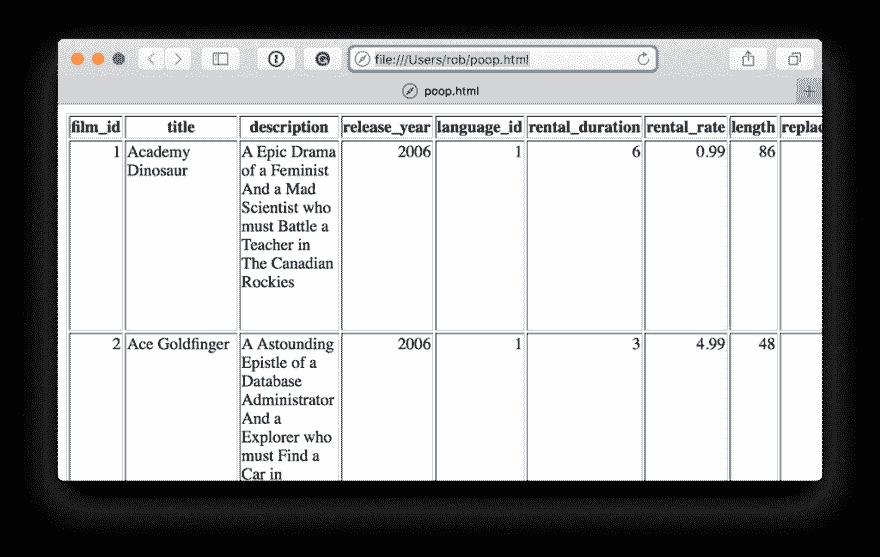 file:///Users/rob/poop.html
poop.html
film_id title description release_year language_id rental_duration rental_rate length replac
1 Academy Dinosaur A Epic Drama of a Feminist And a Mad Scientist who must Battle a Teacher in The Canadian Rockies 2006 1 6 0.99 86
2 Ace Goldfinger A Astounding Epistle of a Database Administrator And a Explorer who must Find a Car in 2006 1 3 4.99 48